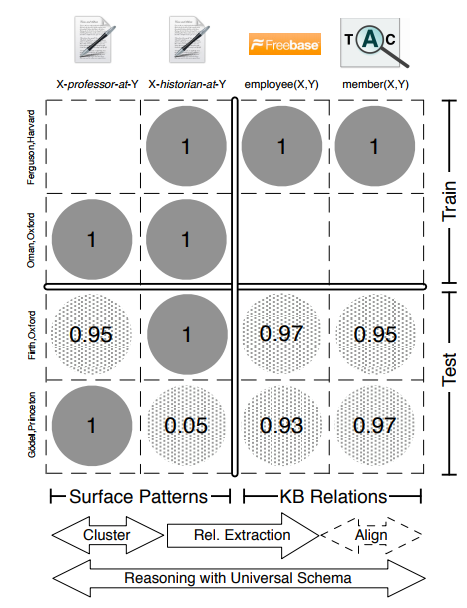 Freebase
T A C
X-professor-at-Y X-historian-at-Y employee(X,Y) member(X,Y)
Ferguson,Harvard
1 1 1
Train
Oman,Oxford
1 1
Firth,Oxford
0.95 1 0.97 0.95
Test
Gödel,Princeton
1 0.05 0.93 0.97
Surface Patterns KB Relations
Cluster Rel. Extraction Align
Reasoning with Universal Schema